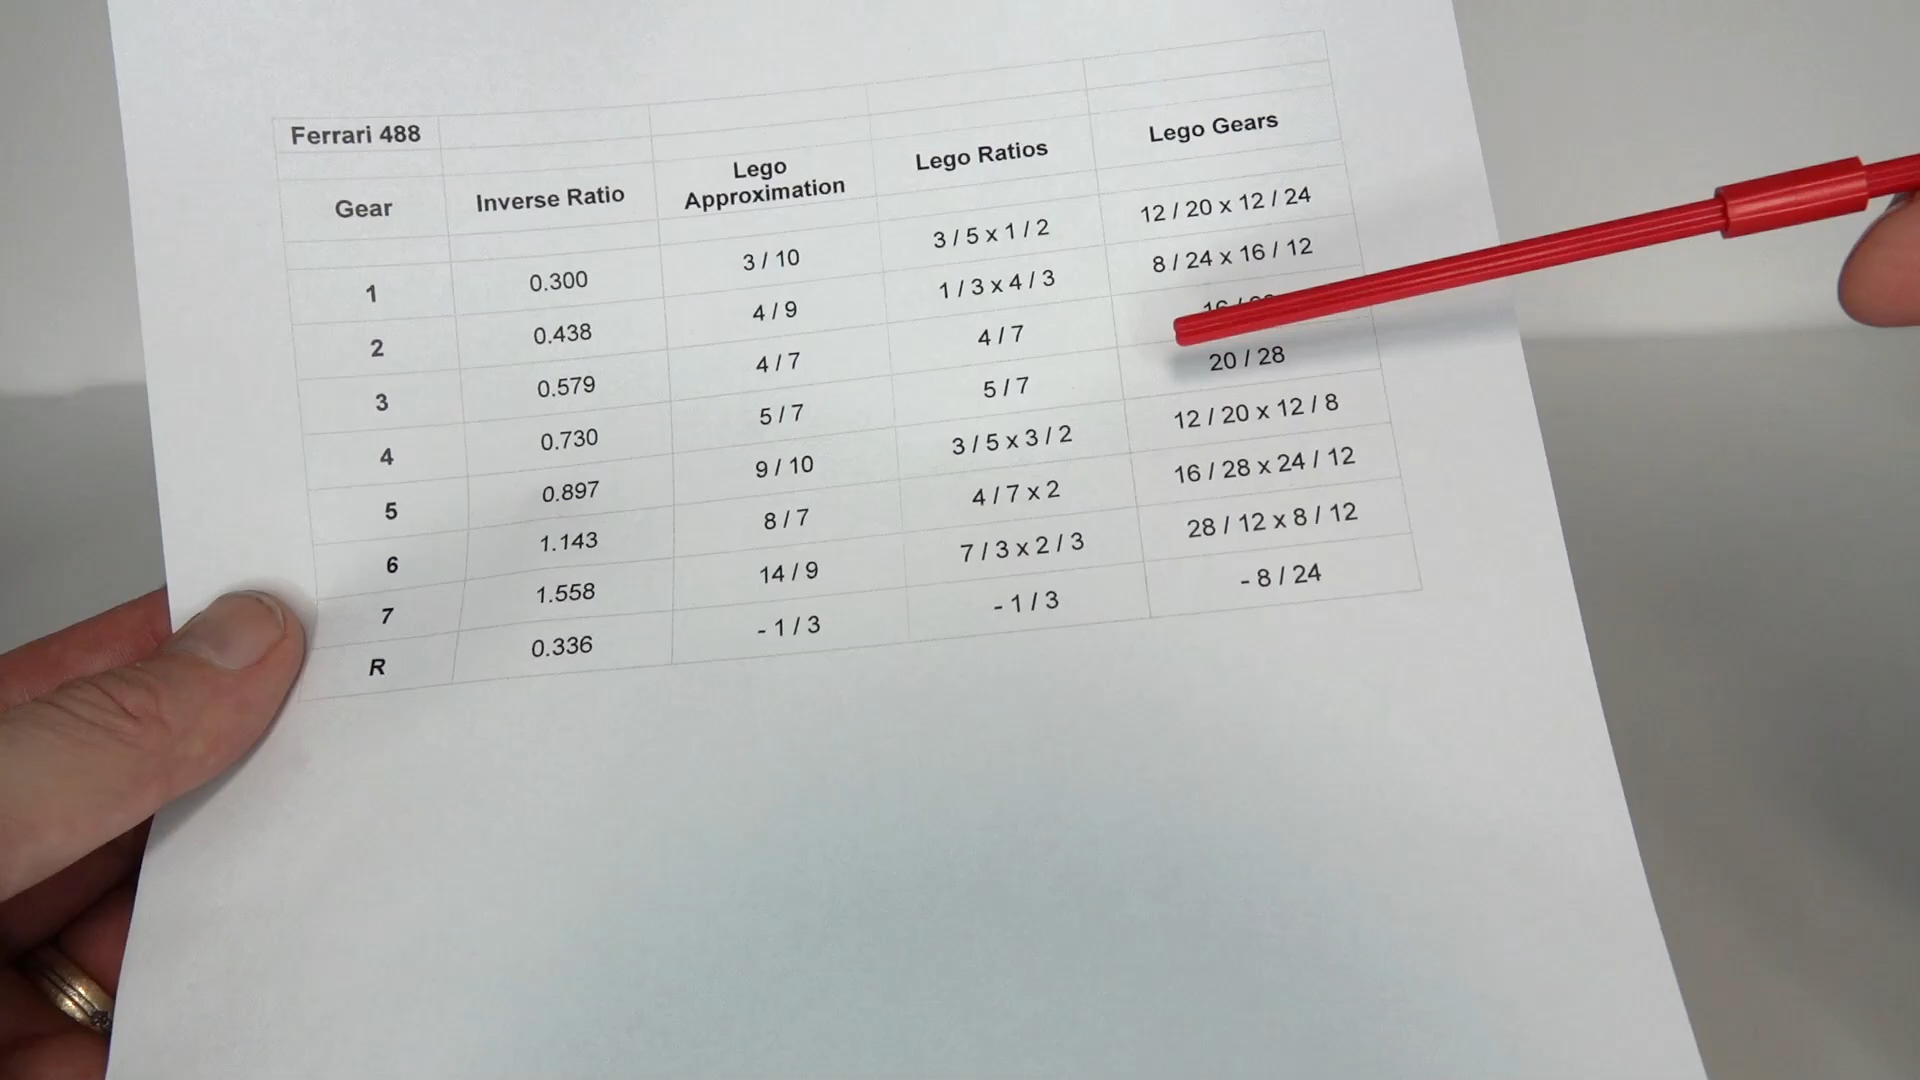 Ferrari 488
Gear Inverse Ratio Lego Approximation Lego Ratios Lego Gears
1 0.300 3 / 10 3 / 5 x 1 / 2 12 / 20 x 12 / 24
2 0.438 4 / 9 1 / 3 x 4 / 3 8 / 24 x 16 / 12
3 0.579 4 / 7 4 / 7 16 /
4 0.730 5 / 7 5 / 7 20 / 28
5 0.897 9 / 10 3 / 5 x 3 / 2 12 / 20 x 12 / 8
6 1.143 8 / 7 4 / 7 x 2 16 / 28 x 24 / 12
7 1.558 14 / 9 7 / 3 x 2 / 3 28 / 12 x 8 / 12
R 0.336 - 1 / 3 - 1 / 3 - 8 / 24